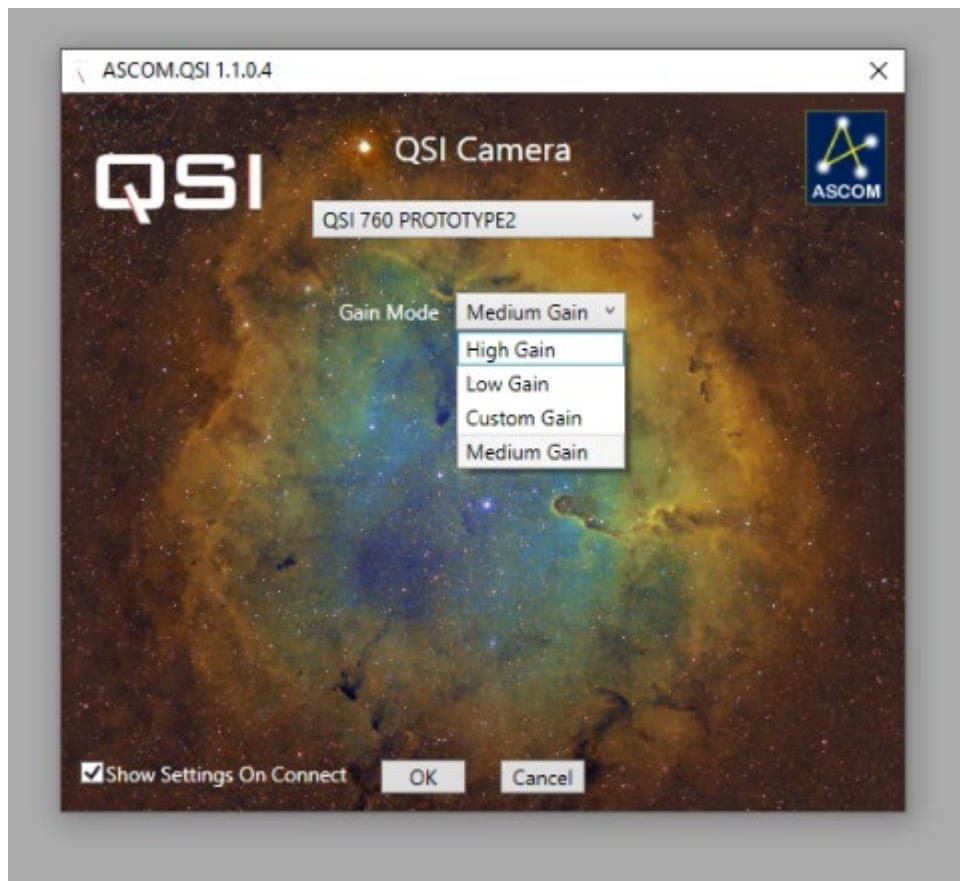 ASCOM.QSI 1.1.0.4
QSI
QSI Camera
ASCOM
QSI 760 PROTOTYPE2
Gain Mode Medium Gain
High Gain
Low Gain
Custom Gain
Medium Gain
Show Settings On Connect OK Cancel